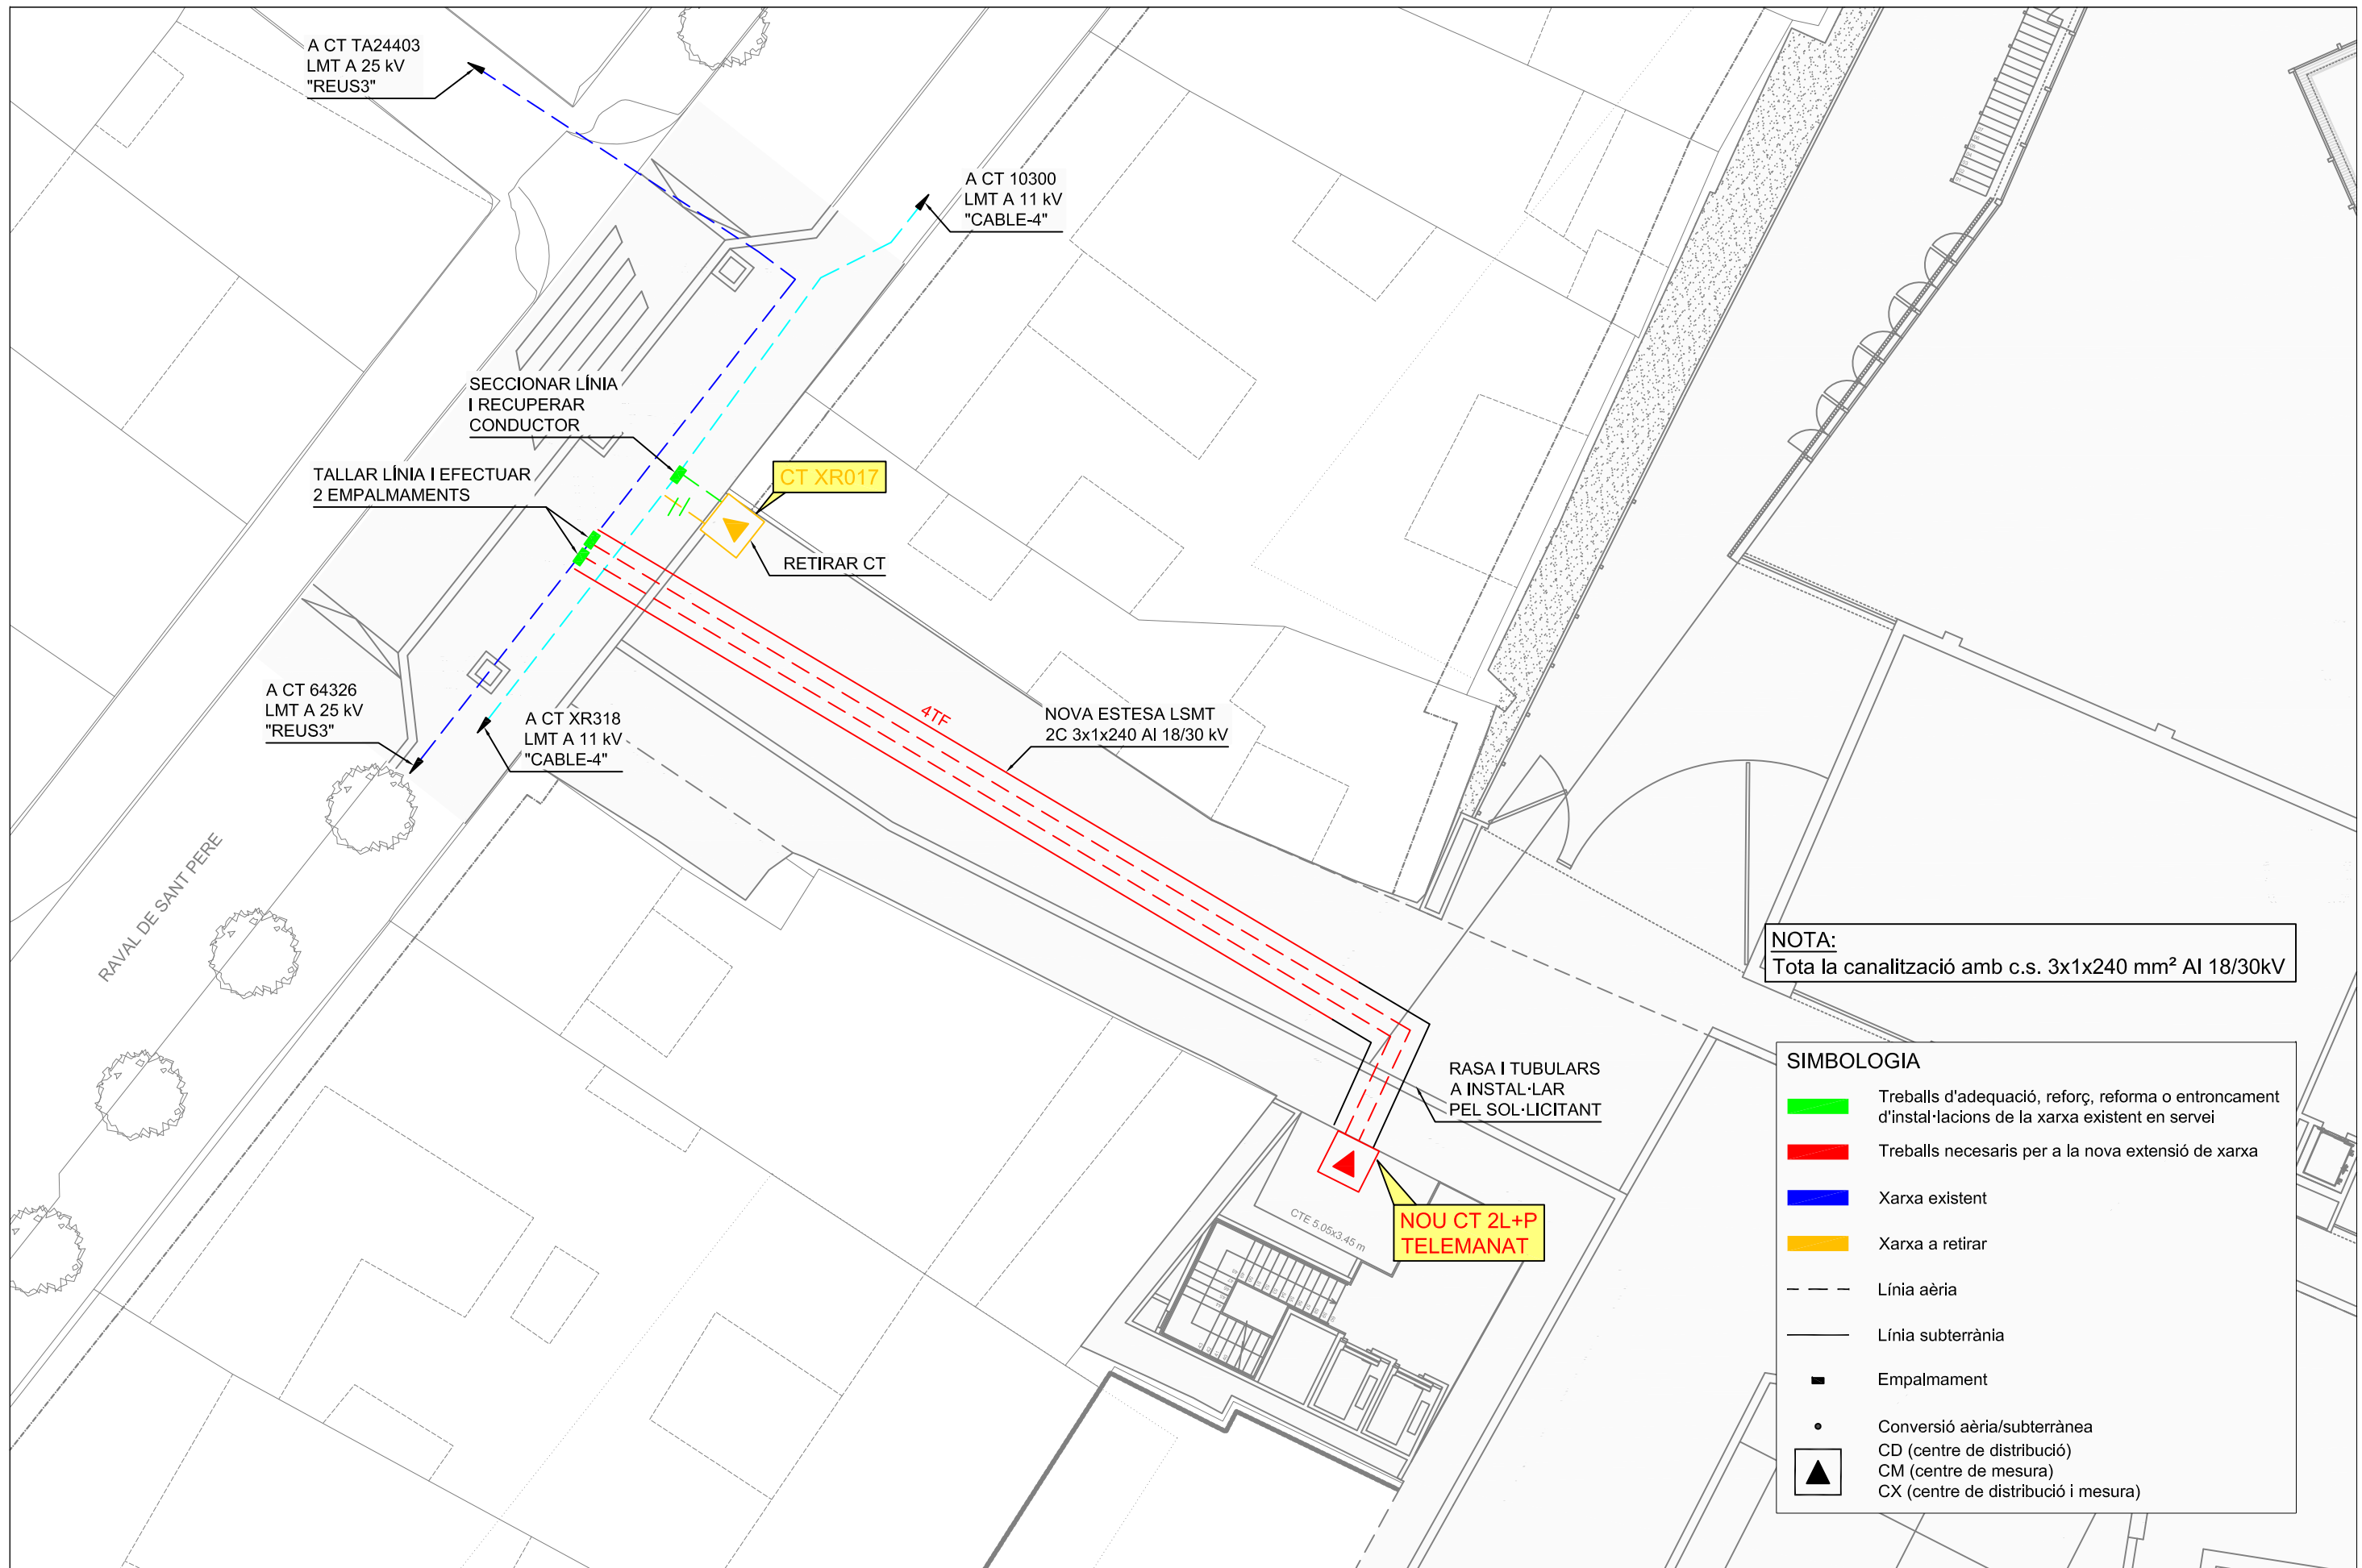 A CT TA24403
LMT A 25 kV
"REUS3"
A CT 10300
LMT A 11 kV
"CABLE-4"
SECCIONAR LÍNIA
I RECUPERAR
CONDUCTOR
TALLAR LÍNIA I EFECTUAR
2 EMPALMAMENTS
CT XR017
RETIRAR CT
A CT 64326
LMT A 25 kV
"REUS3"
A CT XR318
LMT A 11 kV
"CABLE-4"
4TF
NOVA ESTESA LSMT
2C 3x1x240 Al 18/30 kV
RAVAL DE SANT PERE
NOTA:
Tota la canalització amb c.s. 3x1x240 mm² Al 18/30kV
RASA I TUBULARS
A INSTAL·LAR
PEL SOL·LICITANT
CTE 5.05x3.45 m
NOU CT 2L+P
TELEMANAT
SIMBOLOGIA
Treballs d'adequació, reforç, reforma o entroncament
d'instal·lacions de la xarxa existent en servei
Treballs necesaris per a la nova extensió de xarxa
Xarxa existent
Xarxa a retirar
Línia aèria
Línia subterrània
Empalmament
Conversió aèria/subterrànea
CD (centre de distribució)
CM (centre de mesura)
CX (centre de distribució i mesura)